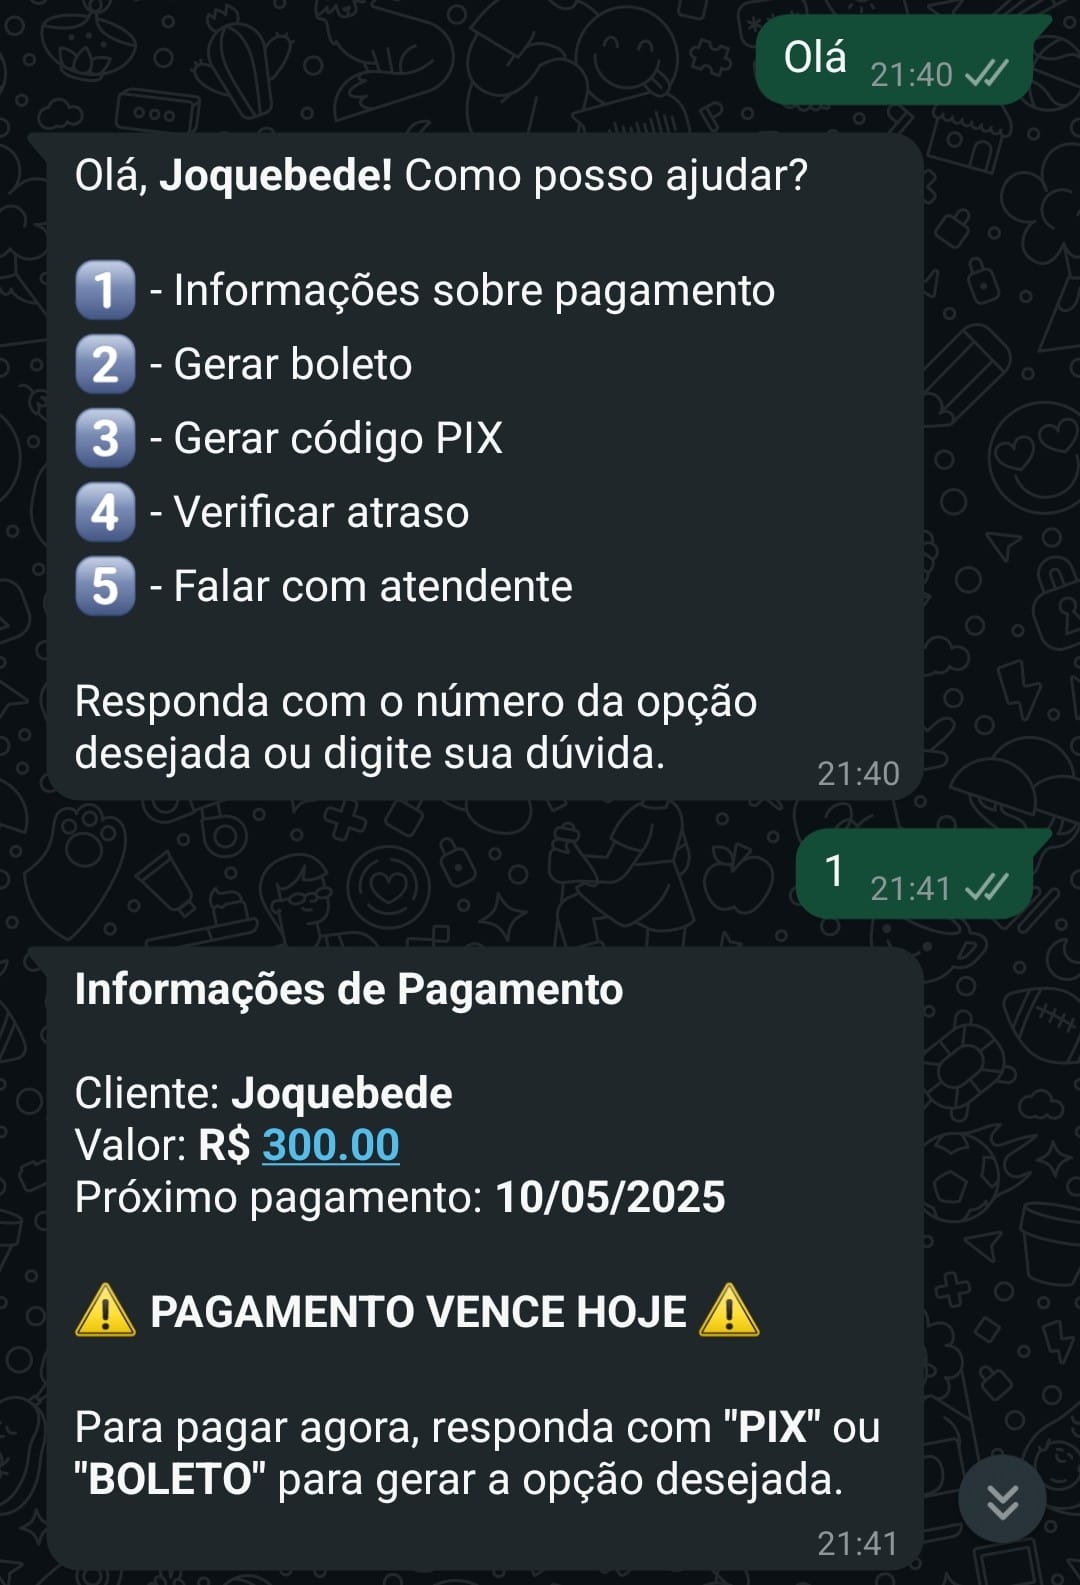 Olá 21:40
Olá, Joquebede! Como posso ajudar?
1 - Informações sobre pagamento
2 - Gerar boleto
3 - Gerar código PIX
4 - Verificar atraso
5 - Falar com atendente
Responda com o número da opção
desejada ou digite sua dúvida.
21:40
1 21:41
Informações de Pagamento
Cliente: Joquebede
Valor: R$ 300.00
Próximo pagamento: 10/05/2025
⚠️ PAGAMENTO VENCE HOJE ⚠️
Para pagar agora, responda com "PIX" ou
"BOLETO" para gerar a opção desejada.
21:41